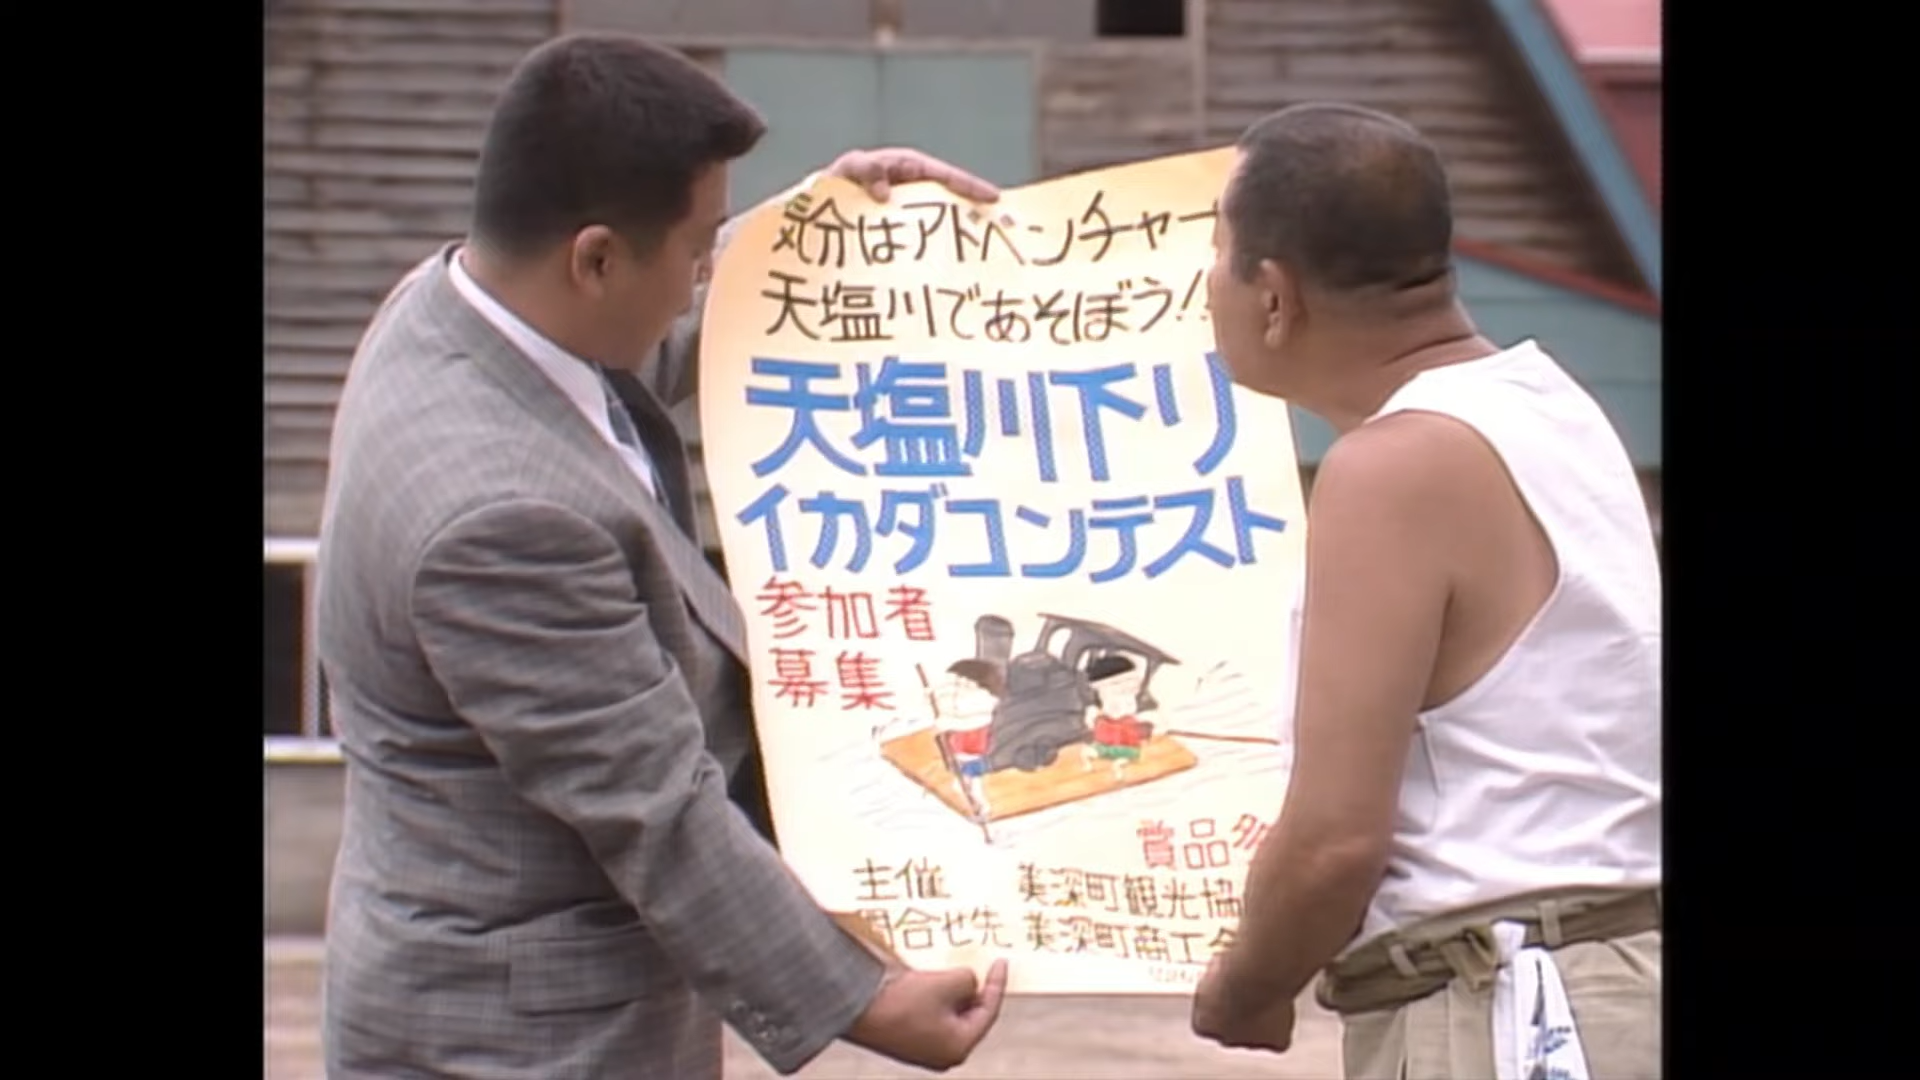 気分はアドベンチャー
天塩川であそぼう!!
天塩川下り
イカダコンテスト
参加者
募集!
賞品多
主催 美深町観光協
問合せ先 美深町商工会